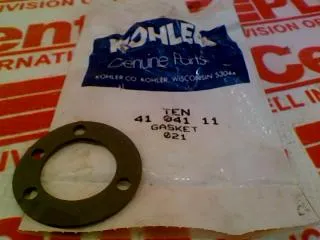 KOHLER
Genuine Parts
KOHLER CO. KOHLER, WISCONSIN 53044
TEN
41 041 11
GASKET
021